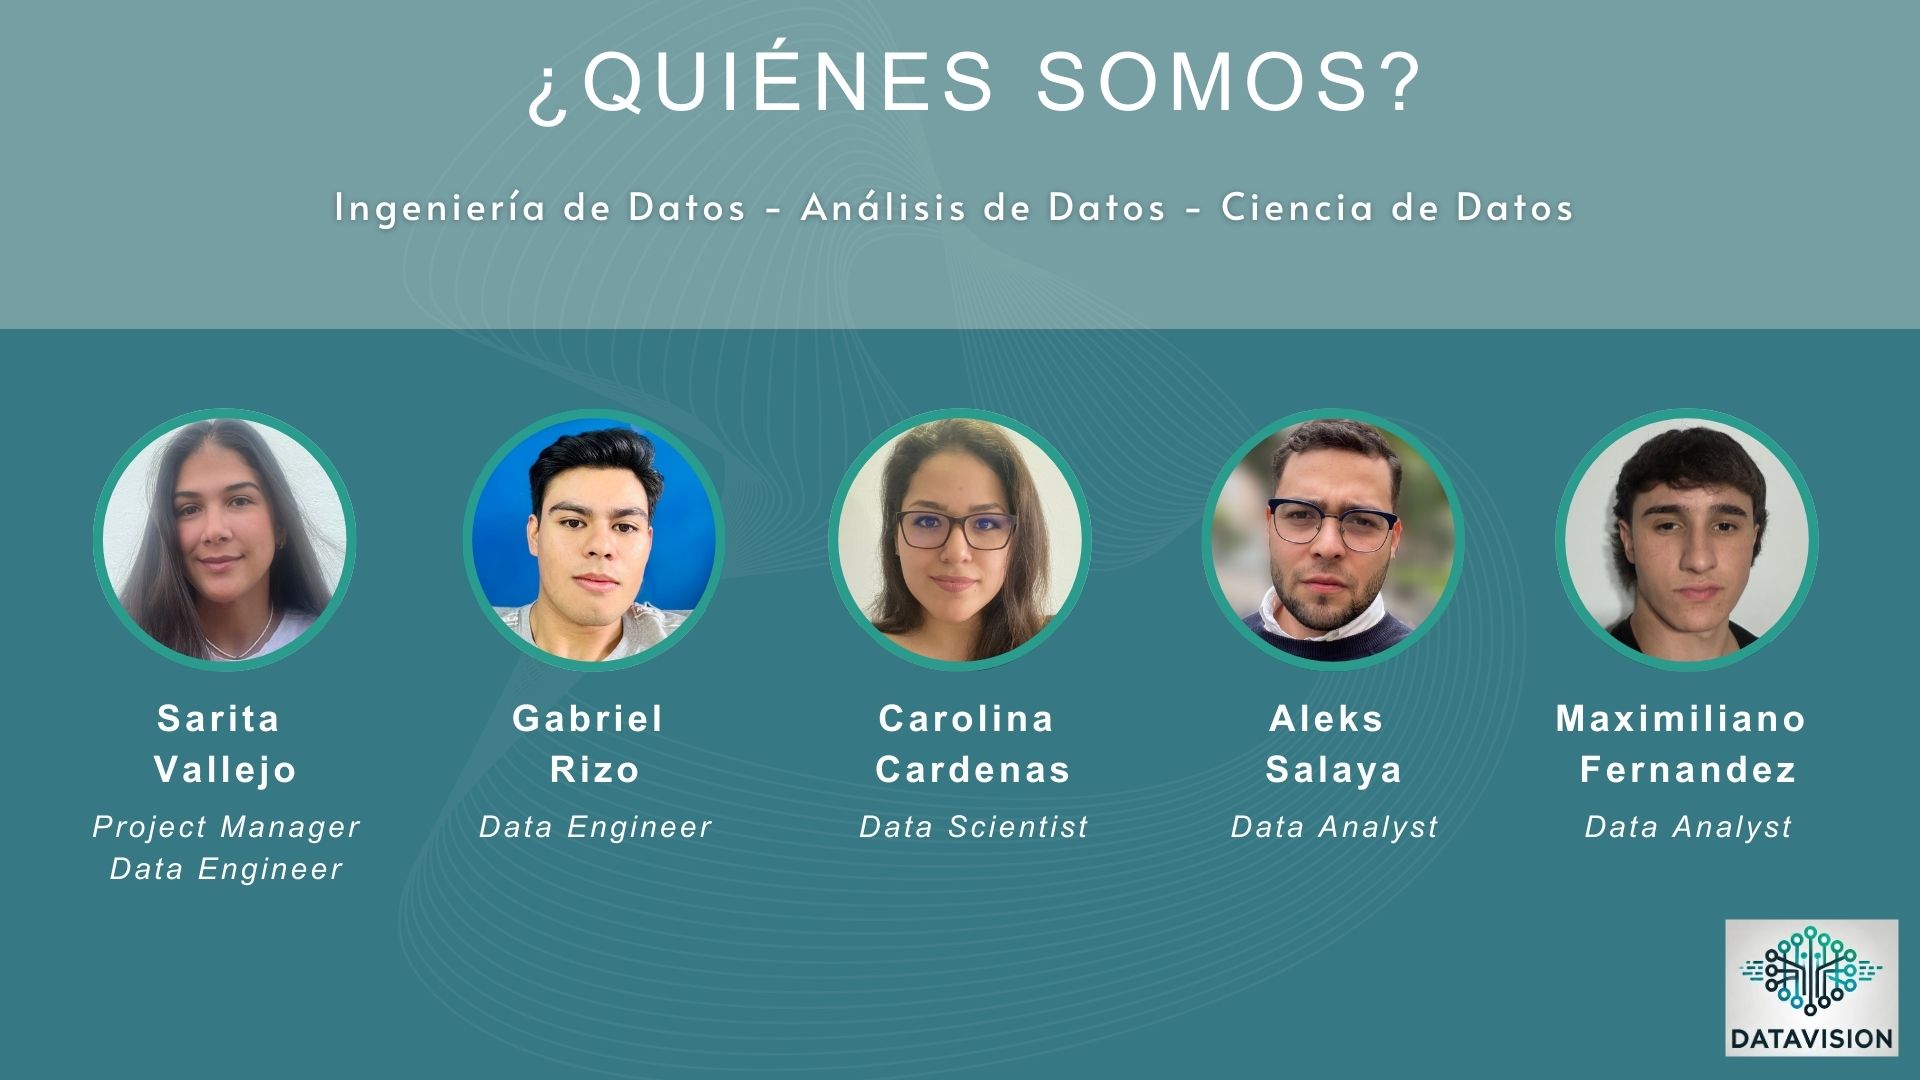 ¿QUIÉNES SOMOS?
Ingeniería de Datos - Análisis de Datos - Ciencia de Datos
Sarita
Vallejo
Project Manager
Data Engineer
Gabriel
Rizo
Data Engineer
Carolina
Cardenas
Data Scientist
Aleks
Salaya
Data Analyst
Maximiliano
Fernandez
Data Analyst
DATAVISION